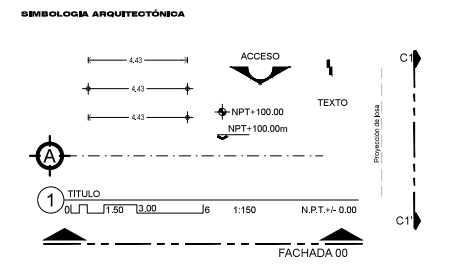 SIMBOLOGIA ARQUITECTÓNICA
4.43
ACCESO
C1
4.43
TEXTO
4.43
NPT+100.00
NPT+100.00m
Proyección de losa
A
1
TITULO
0 1.50 3.00 6 1:150 N.P.T.+/- 0.00
C1'
FACHADA 00